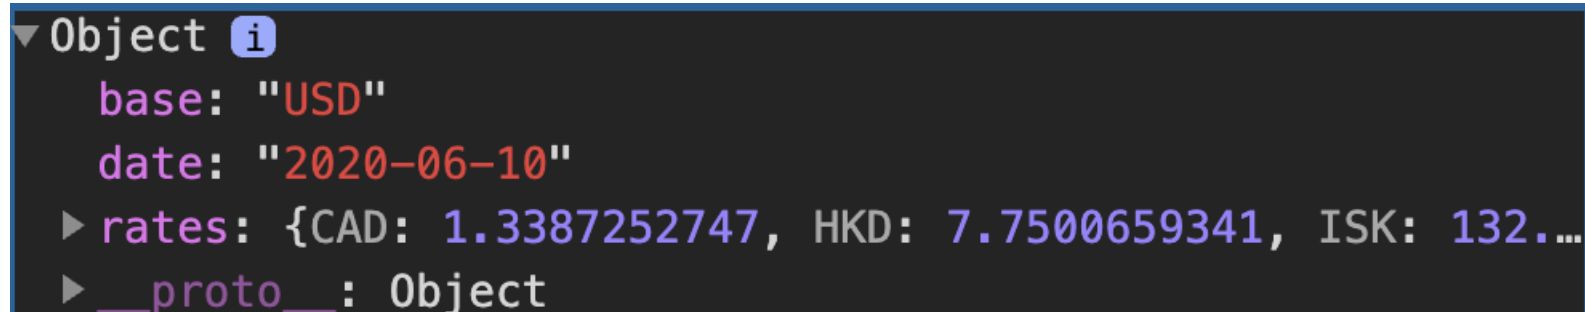 Object i
base: "USD"
date: "2020-06-10"
rates: {CAD: 1.3387252747, HKD: 7.7500659341, ISK: 132.…
__proto__: Object